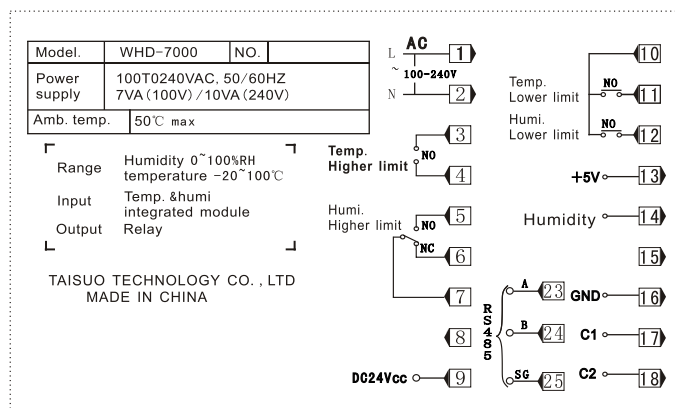 Model. WHD-7000 NO.
Power supply 100T0240VAC, 50/60HZ
7VA(100V)/10VA(240V)
Amb. temp. 50℃ max
Range Humidity 0~100%RH
temperature -20~100℃
Input Temp. &humi
integrated module
Output Relay
TAISUO TECHNOLOGY CO., LTD
MADE IN CHINA
L AC 1
~ 100-240V
N 2
3
Temp.
Higher limit NO
4
Humi.
Higher limit NO 5
NC 6
7
8
DC24Vcc 9
RS485
A 23
B 24
SG 25
10
Temp.
Lower limit NO 11
Humi.
Lower limit NO 12
+5V 13
Humidity 14
15
GND 16
C1 17
C2 18